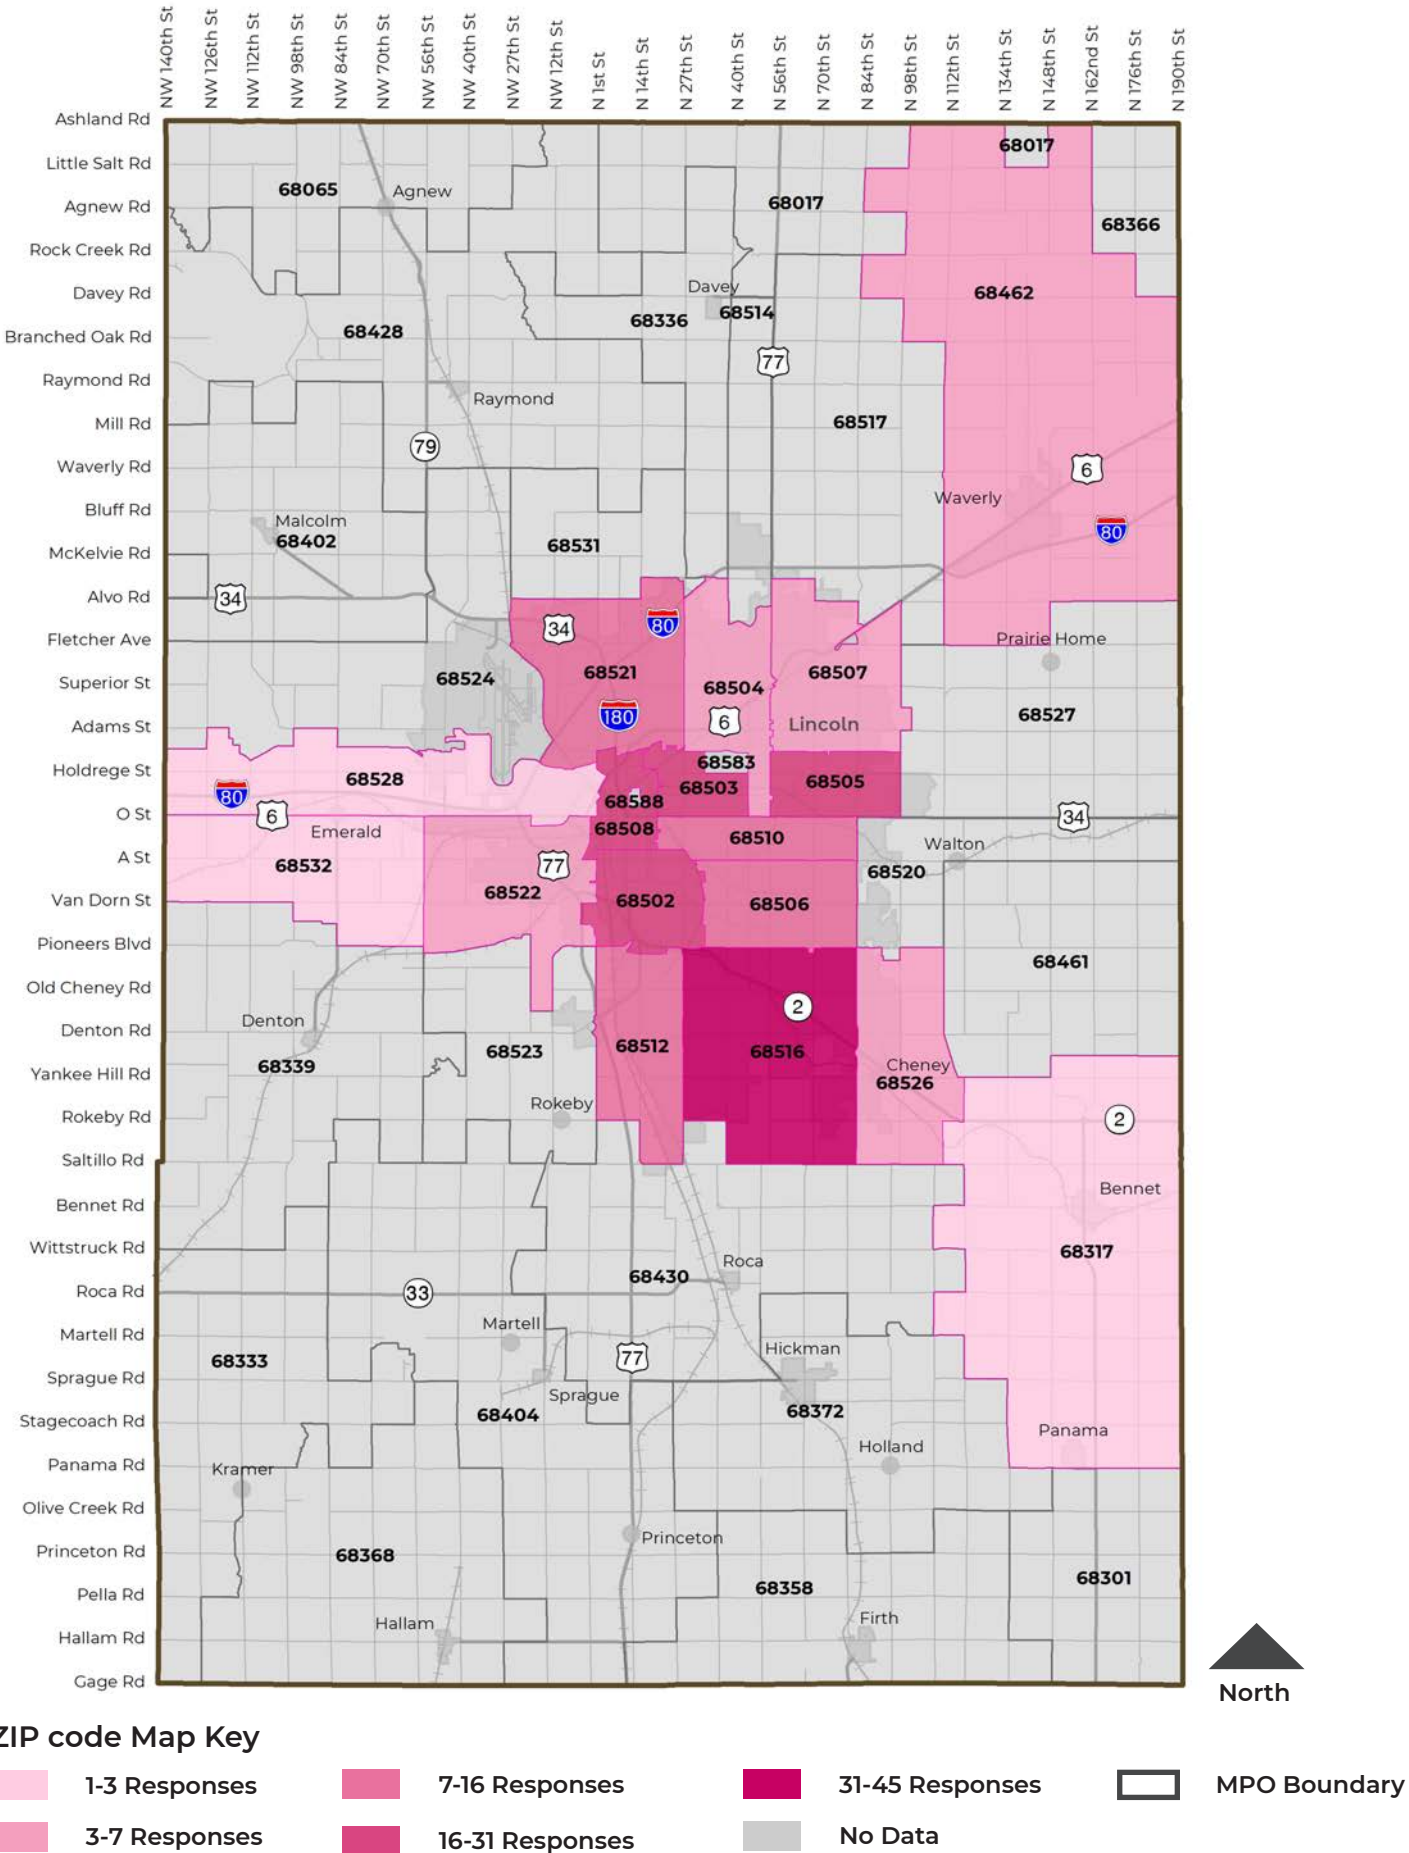 NW 140th St
NW 126th St
NW 112th St
NW 98th St
NW 84th St
NW 70th St
NW 56th St
NW 40th St
NW 27th St
NW 12th St
N 1st St
N 14th St
N 27th St
N 40th St
N 56th St
N 70th St
N 84th St
N 98th St
N 112th St
N 134th St
N 148th St
N 162nd St
N 176th St
N 190th St
Ashland Rd
Little Salt Rd
Agnew Rd
Rock Creek Rd
Davey Rd
Branched Oak Rd
Raymond Rd
Mill Rd
Waverly Rd
Bluff Rd
McKelvie Rd
Alvo Rd
Fletcher Ave
Superior St
Adams St
Holdrege St
O St
A St
Van Dorn St
Pioneers Blvd
Old Cheney Rd
Denton Rd
Yankee Hill Rd
Rokeby Rd
Saltillo Rd
Bennet Rd
Wittstruck Rd
Roca Rd
Martell Rd
Sprague Rd
Stagecoach Rd
Panama Rd
Olive Creek Rd
Princeton Rd
Pella Rd
Hallam Rd
Gage Rd
68017
68065
Agnew
68017
68366
Davey
68462
68514
68336
68428
77
Raymond
68517
79
6
Waverly
Malcolm
80
68402
68531
34
34
80
Prairie Home
68524
68521
68504
68507
180
6
Lincoln
68527
68583
68528
68503
68505
80
68588
6
34
Emerald
68508
68510
Walton
68532
77
68520
68522
68502
68506
68461
2
Denton
68523
68512
68516
Cheney
68339
68526
Rokeby
2
Bennet
68317
Roca
68430
33
Martell
77
Hickman
68333
Sprague
68404
68372
Panama
Holland
Kramer
Princeton
68368
68358
68301
Hallam
Firth
North
ZIP code Map Key
1-3 Responses
7-16 Responses
31-45 Responses
MPO Boundary
3-7 Responses
16-31 Responses
No Data